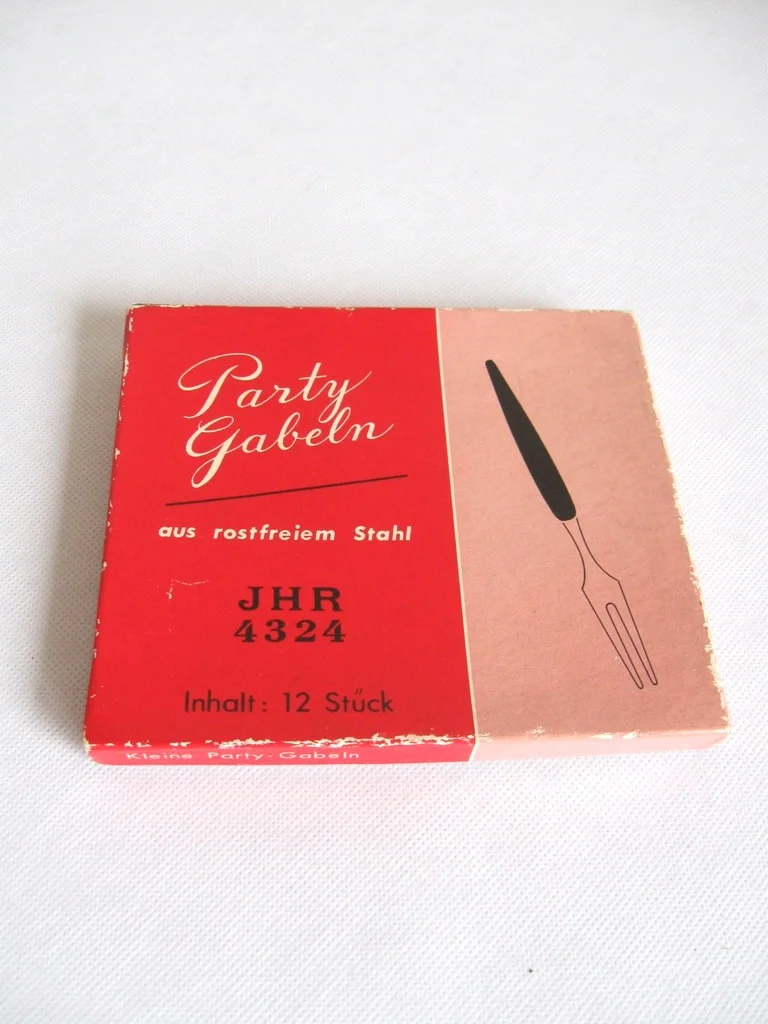 Party
Gabeln
aus rostfreiem Stahl
JHR
4324
Inhalt: 12 Stück
Kleine Party-Gabeln